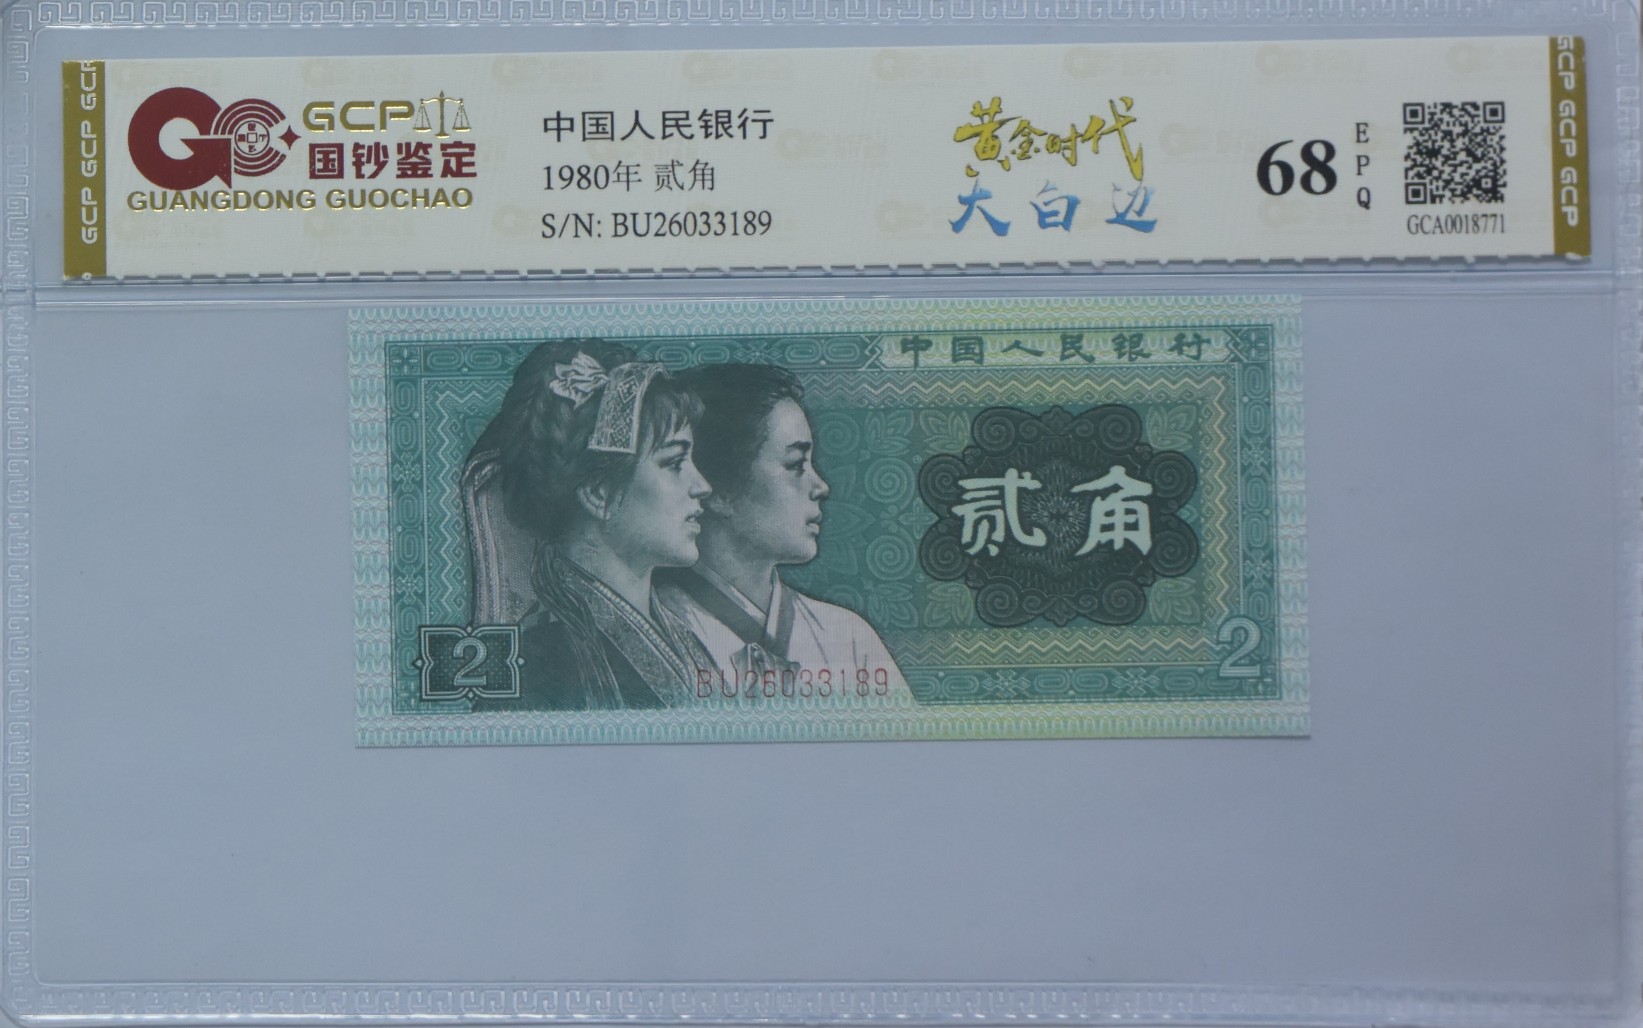 GCP
国钞鉴定
GUANGDONG GUOCHAO
中国人民银行
1980年 贰角
S/N: BU26033189
黄金时代
大白边
68
EPQ
GCA0018771
GCP GCP GCP
GCP GCP GCP
中国人民银行
贰角
2
2
BU26033189